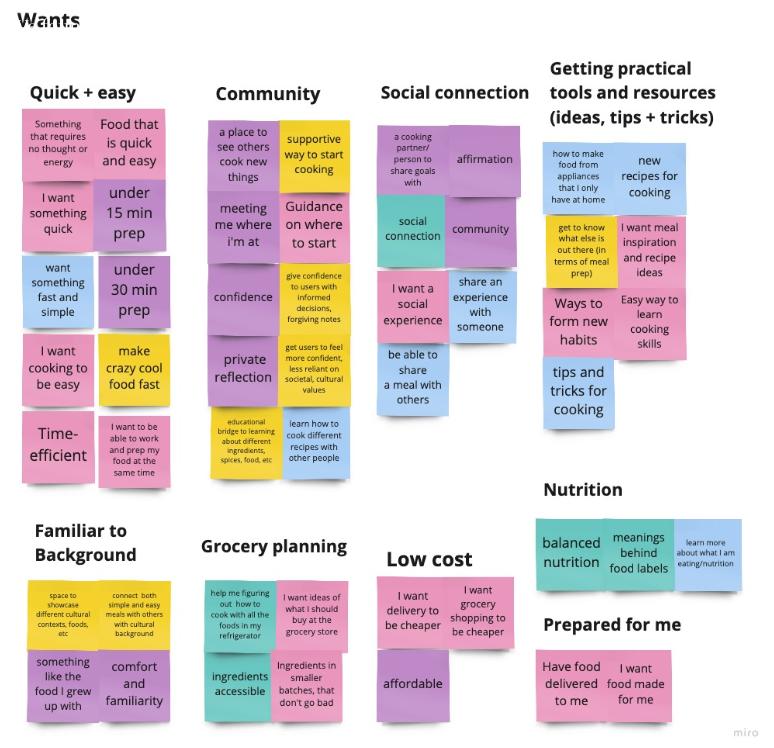 Wants
Quick + easy
Something
that requires
no thought or
energy
Food that
is quick
and easy
I want
something
quick
under
15 min
prep
want
something
fast and
simple
under
30 min
prep
I want
cooking to
be easy
make
crazy cool
food fast
Time-
efficient
I want to be
able to work
and prep my
food at the
same time
Community
a place to
see others
cook new
things
supportive
way to start
cooking
meeting
me where
i'm at
Guidance
on where
to start
confidence
give confidence
to users with
informed
decisions,
forgiving notes
private
reflection
get users to feel
more confident,
less reliant on
societal, cultural
values
educational
bridge to learning
about different
ingredients,
spices, food, etc
learn how to
cook different
recipes with
other people
Social connection
a cooking
partner/
person to
share goals
with
affirmation
social
connection
community
I want a
social
experience
share an
experience
with
someone
be able to
share
a meal with
others
Getting practical
tools and resources
(ideas, tips + tricks)
how to make
food from
appliances
that I only
have at home
new
recipes for
cooking
get to know
what else is
out there (in
terms of meal
prep)
I want meal
inspiration
and recipe
ideas
Ways to
form new
habits
Easy way to
learn
cooking
skills
tips and
tricks for
cooking
Familiar to
Background
space to
showcase
different cultural
contexts, foods,
etc
connect both
simple and easy
meals with others
with cultural
background
something
like the
food I grew
up with
comfort
and
familiarity
Grocery planning
help me figuring
out how to
cook with all the
foods in my
refrigerator
I want ideas of
what I should
buy at the
grocery store
ingredients
accessible
Ingredients in
smaller
batches, that
don't go bad
Low cost
I want
delivery to
be cheaper
I want
grocery
shopping to
be cheaper
affordable
Nutrition
balanced
nutrition
meanings
behind
food labels
learn more
about what I am
eating/nutrition
Prepared for me
Have food
delivered
to me
I want
food made
for me
miro